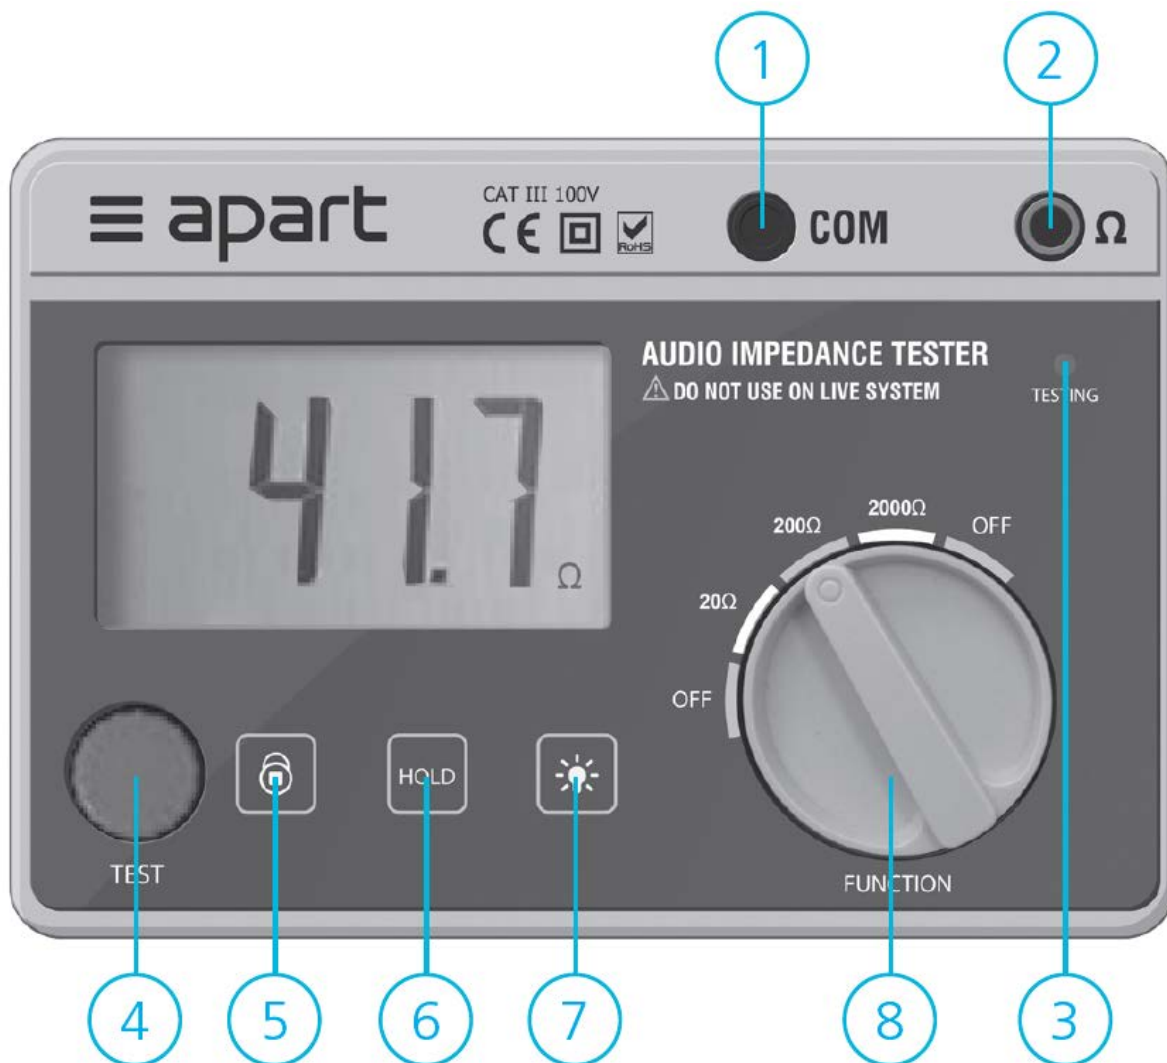 1
2
apart
CAT III 100V
CE
RoHS
COM
Ω
AUDIO IMPEDANCE TESTER
DO NOT USE ON LIVE SYSTEM
TESTING
41.7
Ω
2000Ω
200Ω
OFF
20Ω
OFF
HOLD
TEST
FUNCTION
4
5
6
7
8
3